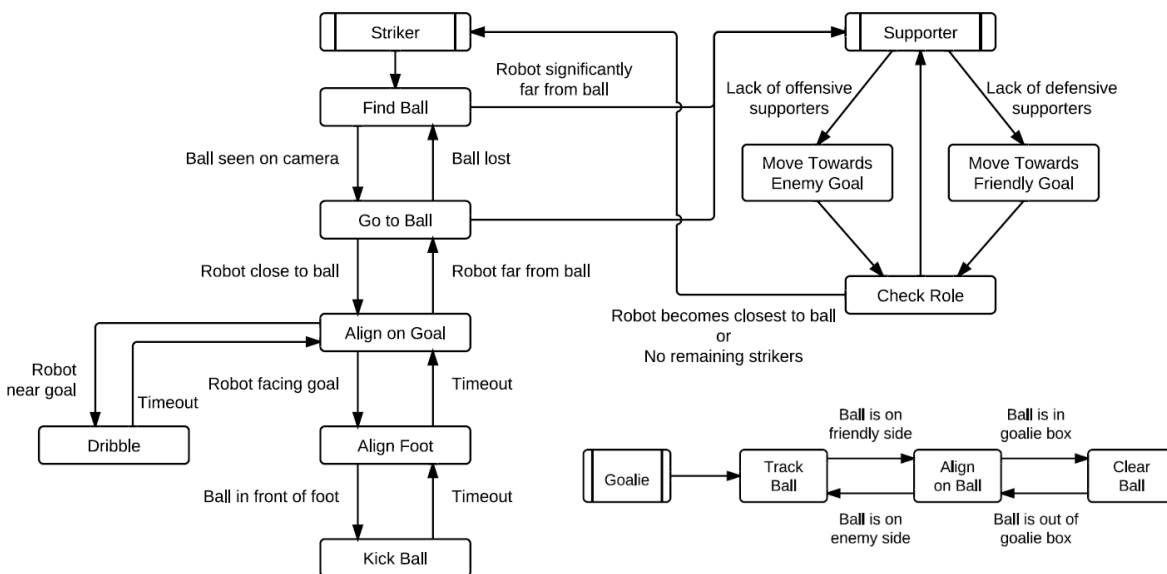 Striker
Supporter
Robot significantly
far from ball
Find Ball
Lack of offensive
supporters
Lack of defensive
supporters
Ball seen on camera
Ball lost
Move Towards
Enemy Goal
Move Towards
Friendly Goal
Go to Ball
Robot close to ball
Robot far from ball
Check Role
Robot becomes closest to ball
or
No remaining strikers
Align on Goal
Robot
near goal
Timeout
Robot facing goal
Timeout
Dribble
Align Foot
Ball in front of foot
Timeout
Kick Ball
Ball is on
friendly side
Ball is in
goalie box
Goalie
Track
Ball
Align
on Ball
Clear
Ball
Ball is on
enemy side
Ball is out of
goalie box